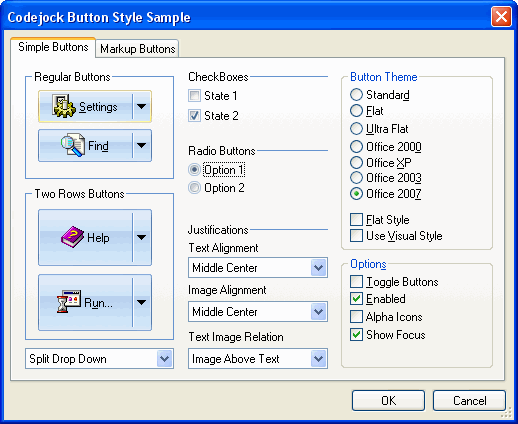 Codejock Button Style Sample
Simple Buttons
Markup Buttons
Regular Buttons
Settings
Find
Two Rows Buttons
Help
Run...
Split Drop Down
CheckBoxes
State 1
State 2
Radio Buttons
Option 1
Option 2
Justifications
Text Alignment
Middle Center
Image Alignment
Middle Center
Text Image Relation
Image Above Text
Button Theme
Standard
Flat
Ultra Flat
Office 2000
Office XP
Office 2003
Office 2007
Flat Style
Use Visual Style
Options
Toggle Buttons
Enabled
Alpha Icons
Show Focus
OK
Cancel